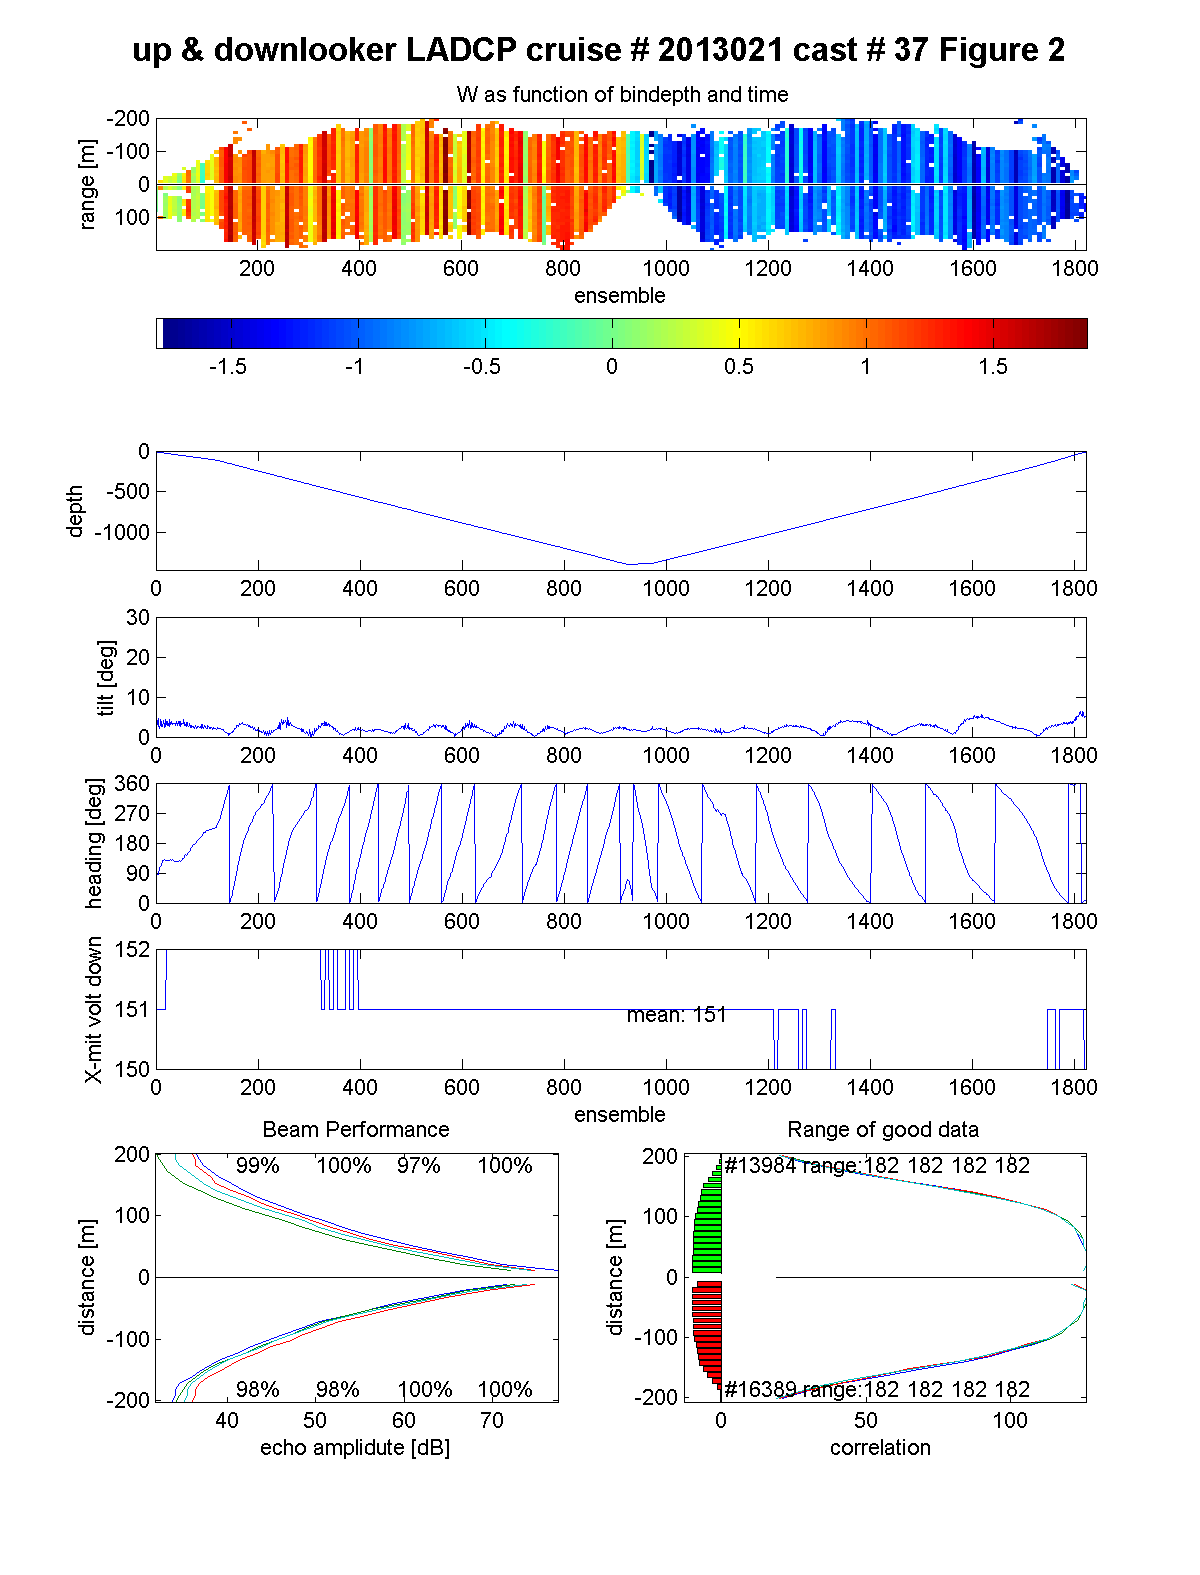 up & downlooker LADCP cruise # 2013021 cast # 37 Figure 2
W as function of bindepth and time
-200
-100
0
100
range [m]
200 400 600 800 1000 1200 1400 1600 1800
ensemble
-1.5 -1 -0.5 0 0.5 1 1.5
0
-500
-1000
depth
0 200 400 600 800 1000 1200 1400 1600 1800
30
20
10
0
tilt [deg]
0 200 400 600 800 1000 1200 1400 1600 1800
360
270
180
90
0
heading [deg]
0 200 400 600 800 1000 1200 1400 1600 1800
152
151
150
X-mit volt down
mean: 151
0 200 400 600 800 1000 1200 1400 1600 1800
ensemble
Beam Performance
200
100
0
-100
-200
distance [m]
99% 100% 97% 100%
98% 98% 100% 100%
40 50 60 70
echo amplidute [dB]
Range of good data
200
100
0
-100
-200
distance [m]
#13984 range:182 182 182 182
#16389 range:182 182 182 182
0 50 100
correlation